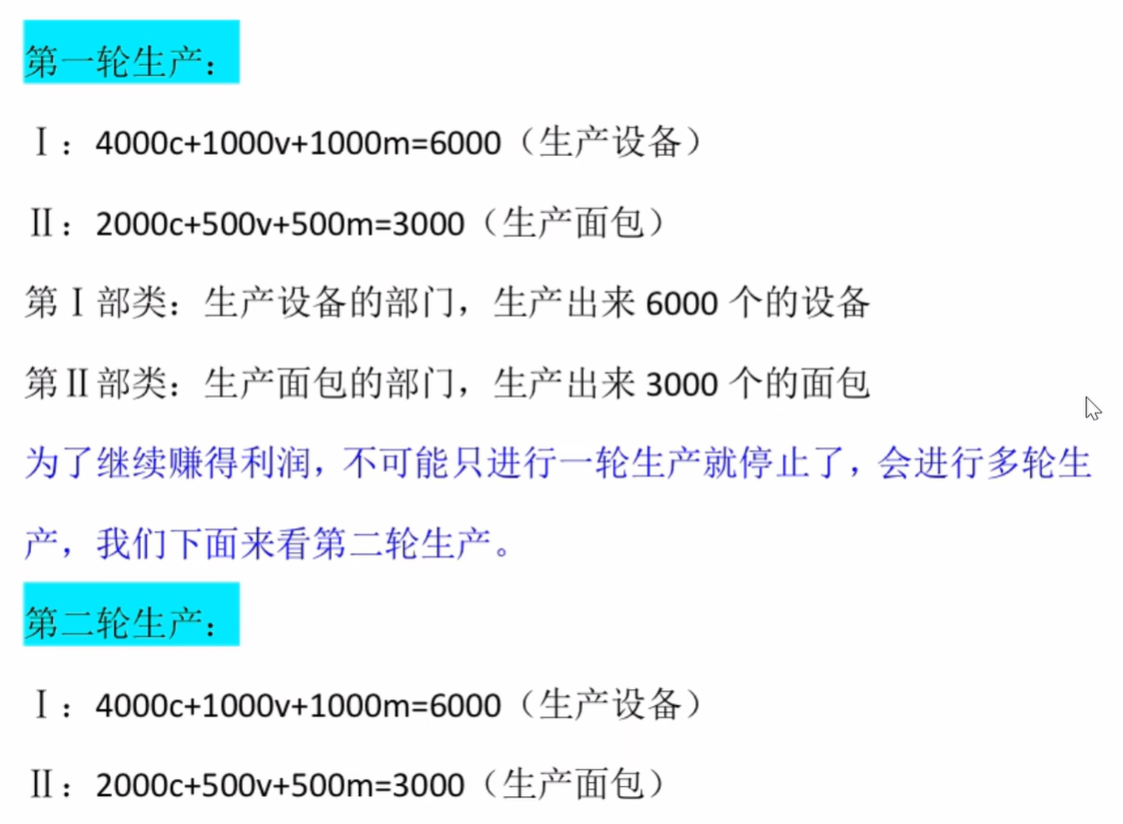 第一轮生产：
Ⅰ：4000c+1000v+1000m=6000（生产设备）
Ⅱ：2000c+500v+500m=3000（生产面包）
第Ⅰ部类：生产设备的部门，生产出来 6000 个的设备
第Ⅱ部类：生产面包的部门，生产出来 3000 个的面包
为了继续赚得利润，不可能只进行一轮生产就停止了，会进行多轮生
产，我们下面来看第二轮生产。
第二轮生产：
Ⅰ：4000c+1000v+1000m=6000（生产设备）
Ⅱ：2000c+500v+500m=3000（生产面包）